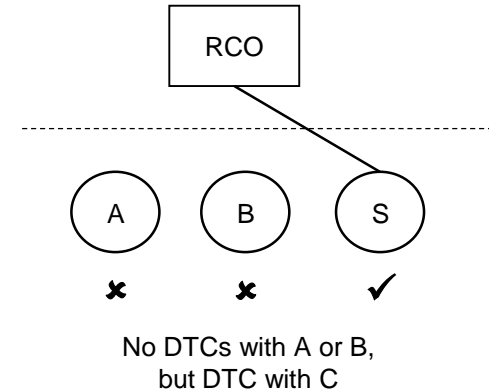 RCO
A B S
✘ ✘ ✓
No DTCs with A or B,
but DTC with C